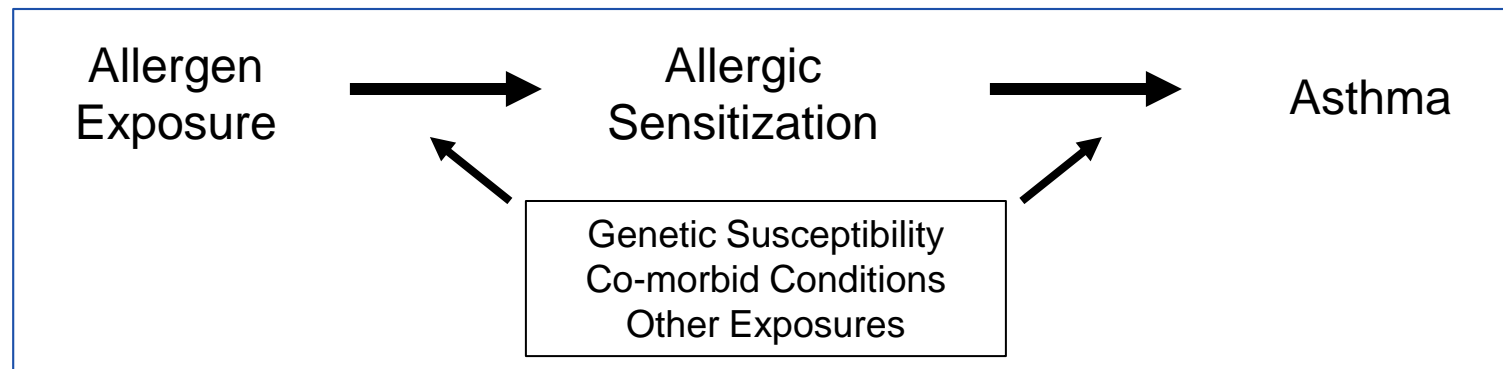 Allergen
Exposure
Allergic
Sensitization
Asthma
Genetic Susceptibility
Co-morbid Conditions
Other Exposures